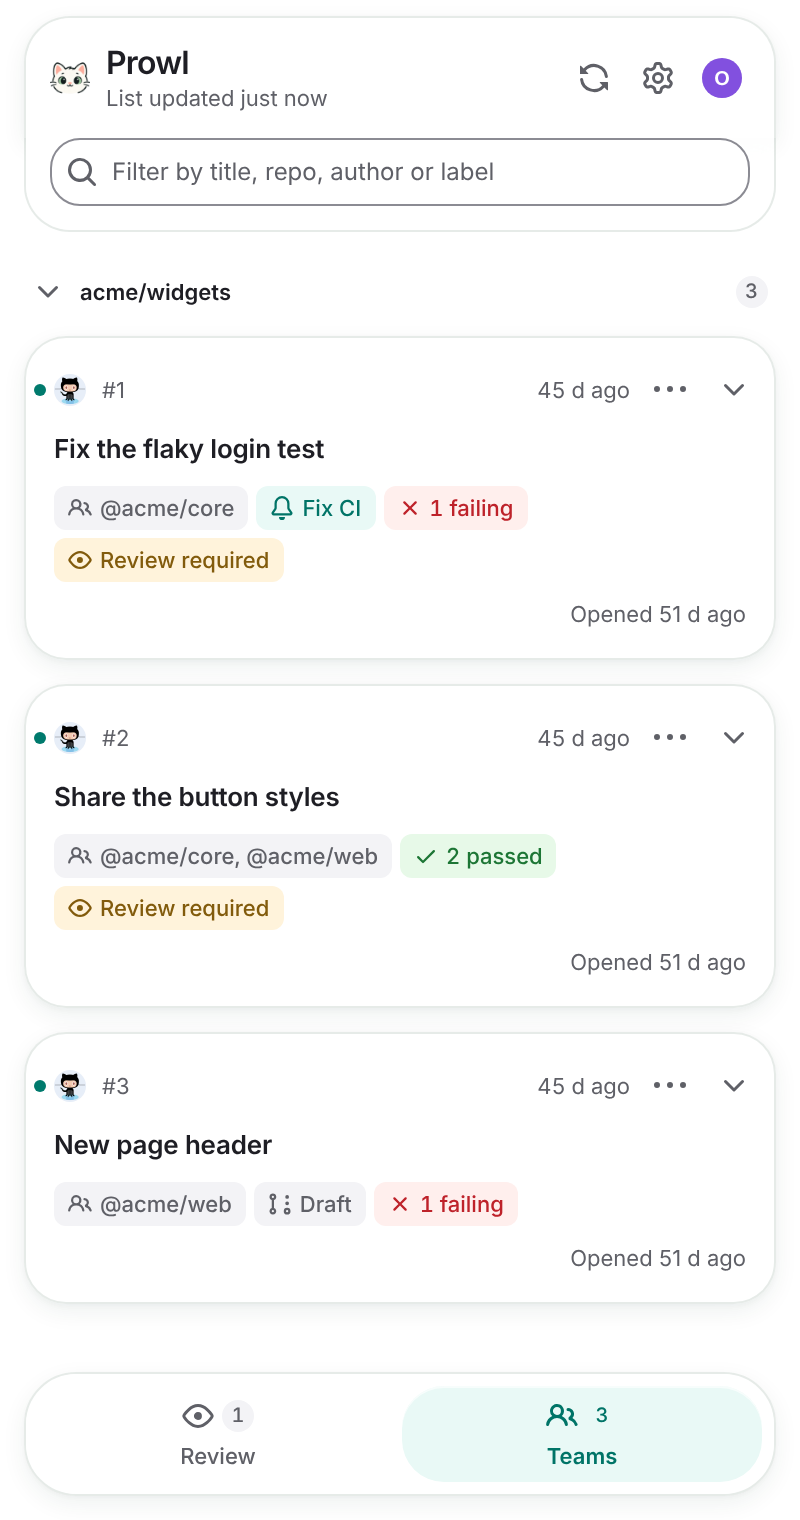 Prowl
List updated just now
O
Filter by title, repo, author or label
acme/widgets
3
#1
45 d ago
Fix the flaky login test
@acme/core
Fix CI
1 failing
Review required
Opened 51 d ago
#2
45 d ago
Share the button styles
@acme/core, @acme/web
2 passed
Review required
Opened 51 d ago
#3
45 d ago
New page header
@acme/web
Draft
1 failing
Opened 51 d ago
1
Review
3
Teams